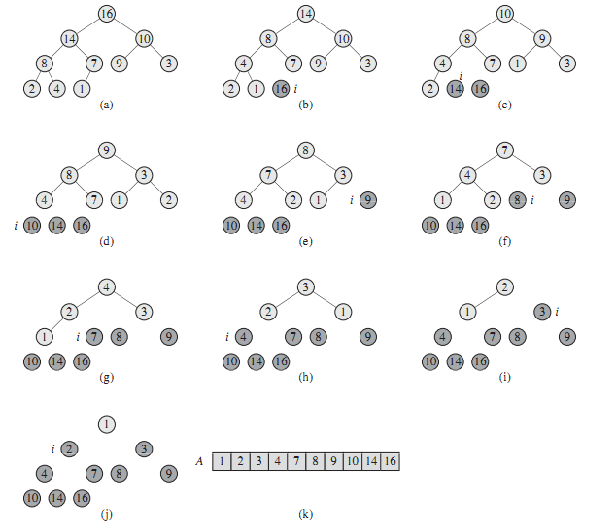 16 14 10
14 10 8 10 8 9
8 7 9 3 4 7 9 3 4 7 1 3
2 4 1 2 1 16 i 2 i 14 16
(a) (b) (c)
9 8 7
8 3 7 3 4 3
4 7 1 2 4 2 1 i 9 1 2 8 i 9
i 10 14 16 10 14 16 10 14 16
(d) (e) (f)
4 3 2
2 3 2 1 1 3 i
1 i 7 8 9 i 4 7 8 9 4 7 8 9
10 14 16 10 14 16 10 14 16
(g) (h) (i)
1
i 2 3
A 1 2 3 4 7 8 9 10 14 16
4 7 8 9
10 14 16
(j) (k)